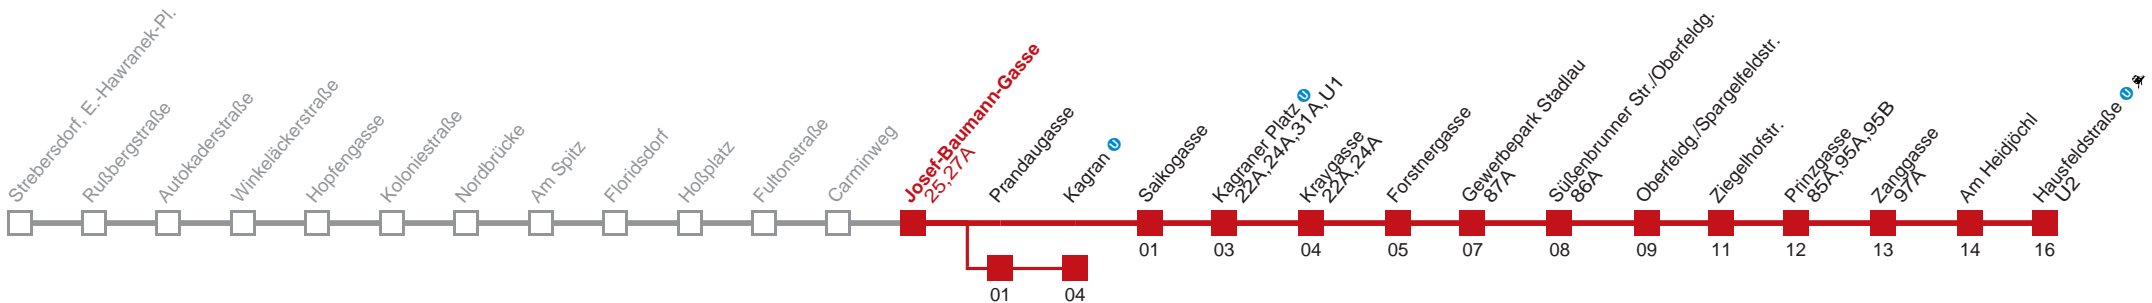 Strebersdorf, E.-Hawranek-Pl.
Rußbergstraße
Autokaderstraße
Winkeläckerstraße
Hopfengasse
Koloniestraße
Nordbrücke
Am Spitz
Floridsdorf
Hoßplatz
Fultonstraße
Carminweg
Josef-Baumann-Gasse
25,27A
Prandaugasse
Kagran U
Saikogasse
Kagraner Platz U
22A,24A,31A,U1
Kraygasse
22A,24A
Forstnergasse
Gewerbepark Stadlau
87A
Süßenbrunner Str./Oberfeldg.
86A
Oberfeldg./Spargelfeldstr.
Ziegelhofstr.
Prinzgasse
85A,95A,95B
Zanggasse
97A
Am Heidjöchl
Hausfeldstraße U
U2
01 03 04 05 07 08 09 11 12 13 14 16
01 04